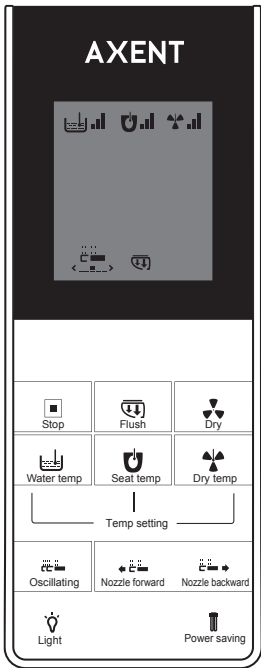 AXENT
Stop Flush Dry
Water temp Seat temp Dry temp
Temp setting
Oscillating Nozzle forward Nozzle backward
Light Power saving